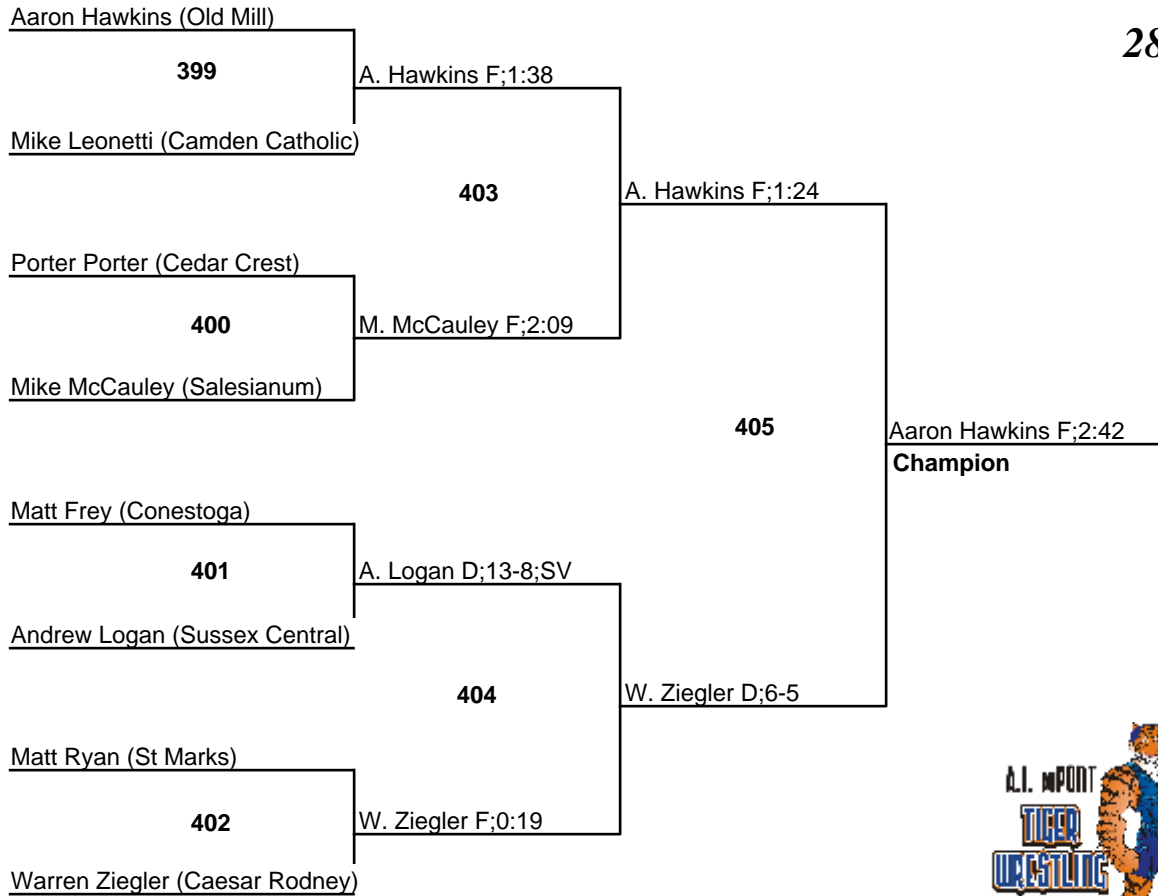 Aaron Hawkins (Old Mill)
28
399
A. Hawkins F;1:38
Mike Leonetti (Camden Catholic)
403
A. Hawkins F;1:24
Porter Porter (Cedar Crest)
400
M. McCauley F;2:09
Mike McCauley (Salesianum)
405
Aaron Hawkins F;2:42
Champion
Matt Frey (Conestoga)
401
A. Logan D;13-8;SV
Andrew Logan (Sussex Central)
404
W. Ziegler D;6-5
Matt Ryan (St Marks)
402
W. Ziegler F;0:19
Warren Ziegler (Caesar Rodney)
A.I. duPONT
TIGER
WRESTLING